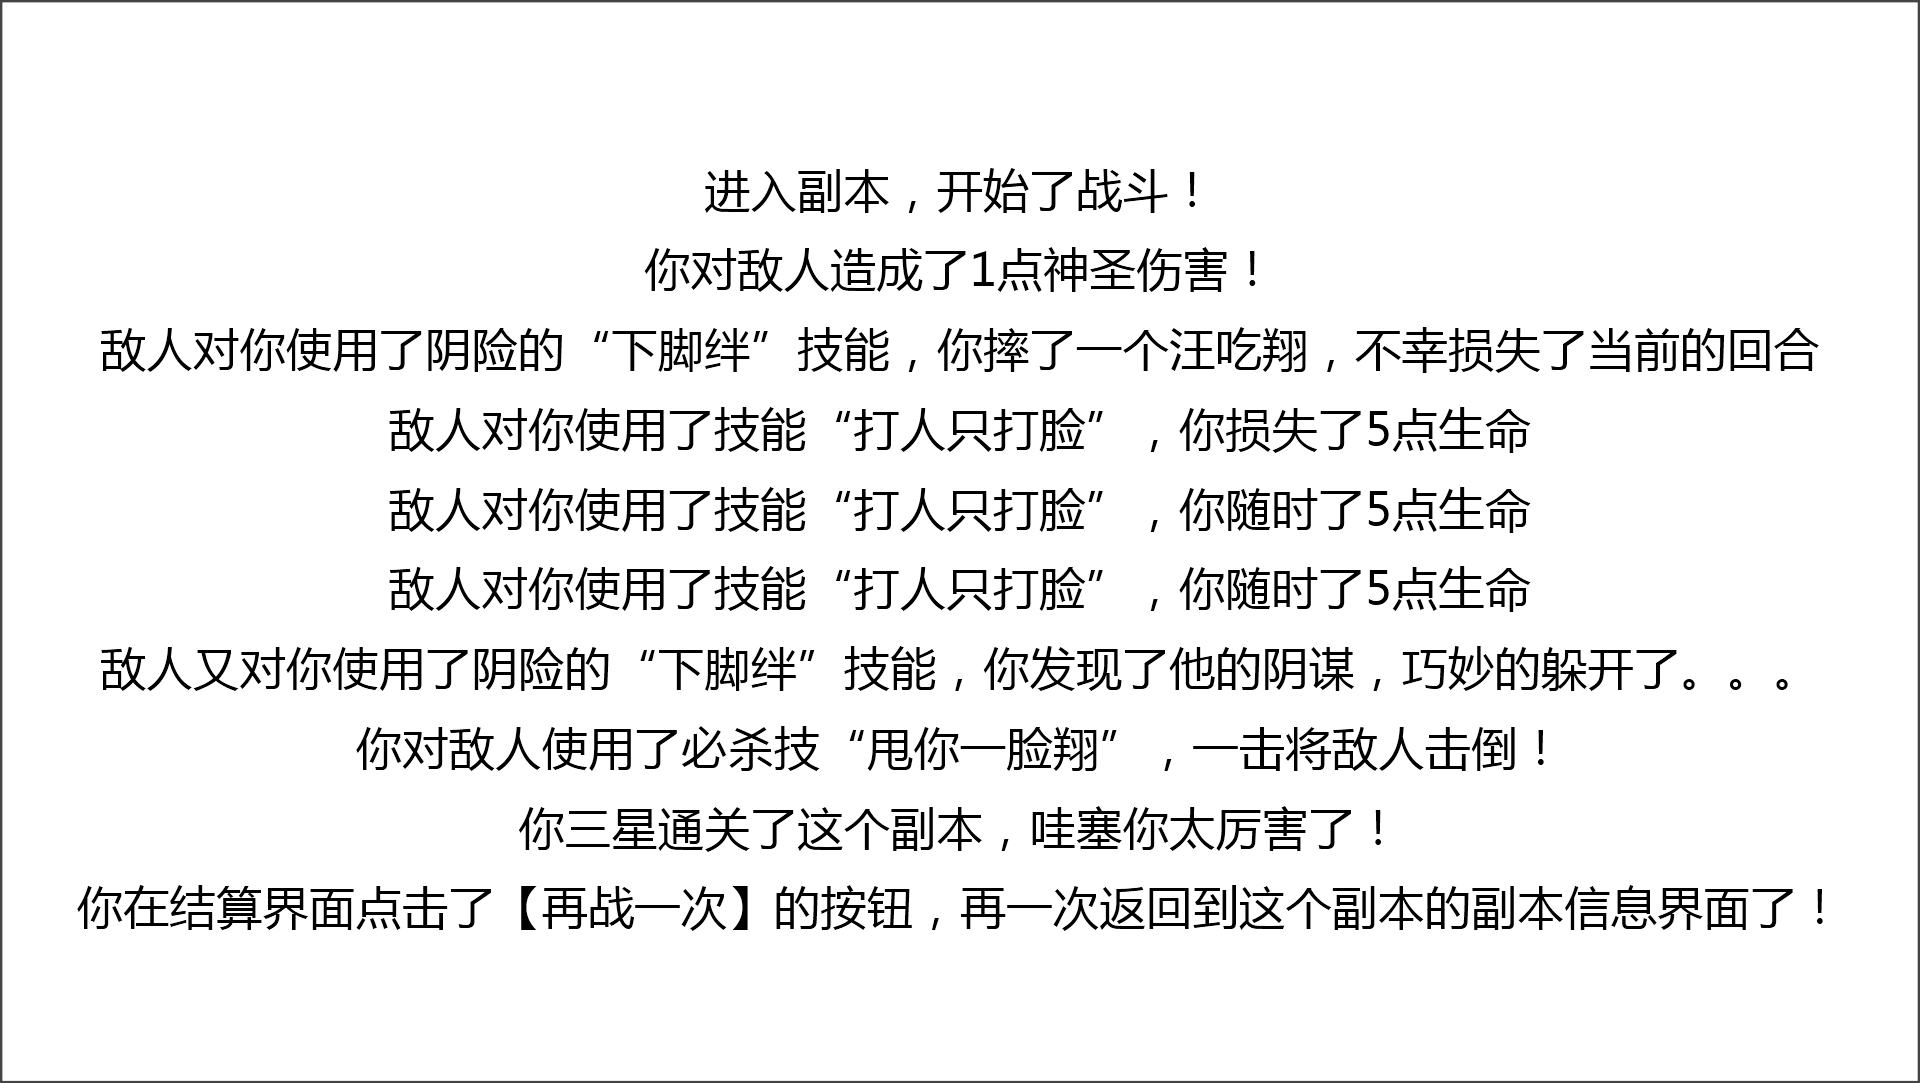 进入副本，开始了战斗！
你对敌人造成了1点神圣伤害！
敌人对你使用了阴险的“下脚绊”技能，你摔了一个汪吃翔，不幸损失了当前的回合
敌人对你使用了技能“打人只打脸”，你损失了5点生命
敌人对你使用了技能“打人只打脸”，你随时了5点生命
敌人对你使用了技能“打人只打脸”，你随时了5点生命
敌人又对你使用了阴险的“下脚绊”技能，你发现了他的阴谋，巧妙的躲开了。。。
你对敌人使用了必杀技“甩你一脸翔”，一击将敌人击倒！
你三星通关了这个副本，哇塞你太厉害了！
你在结算界面点击了【再战一次】的按钮，再一次返回到这个副本的副本信息界面了！